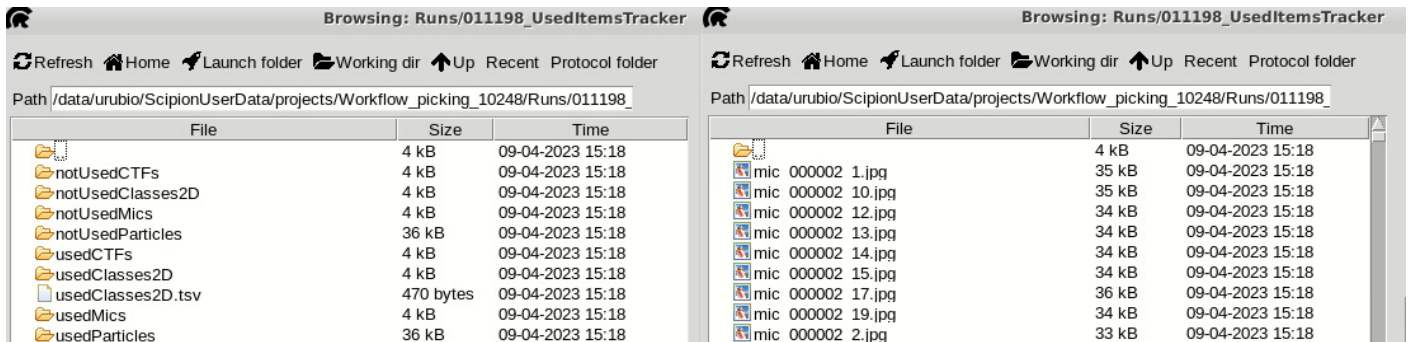 Browsing: Runs/011198_UsedItemsTracker
Refresh Home Launch folder Working dir Up Recent Protocol folder
Path /data/urubio/ScipionUserData/projects/Workflow_picking_10248/Runs/011198_
File Size Time
.. 4 kB 09-04-2023 15:18
notUsedCTFs 4 kB 09-04-2023 15:18
notUsedClasses2D 4 kB 09-04-2023 15:18
notUsedMics 4 kB 09-04-2023 15:18
notUsedParticles 36 kB 09-04-2023 15:18
usedCTFs 4 kB 09-04-2023 15:18
usedClasses2D 4 kB 09-04-2023 15:18
usedClasses2D.tsv 470 bytes 09-04-2023 15:18
usedMics 4 kB 09-04-2023 15:18
usedParticles 36 kB 09-04-2023 15:18
Browsing: Runs/011198_UsedItemsTracker
Refresh Home Launch folder Working dir Up Recent Protocol folder
Path /data/urubio/ScipionUserData/projects/Workflow_picking_10248/Runs/011198_
File Size Time
.. 4 kB 09-04-2023 15:18
mic_000002_1.jpg 35 kB 09-04-2023 15:18
mic_000002_10.jpg 35 kB 09-04-2023 15:18
mic_000002_12.jpg 34 kB 09-04-2023 15:18
mic_000002_13.jpg 34 kB 09-04-2023 15:18
mic_000002_14.jpg 34 kB 09-04-2023 15:18
mic_000002_15.jpg 34 kB 09-04-2023 15:18
mic_000002_17.jpg 36 kB 09-04-2023 15:18
mic_000002_19.jpg 34 kB 09-04-2023 15:18
mic_000002_2.jpg 33 kB 09-04-2023 15:18